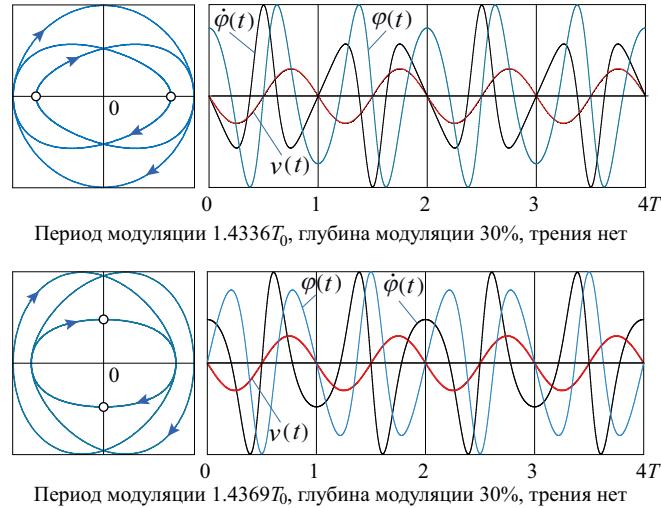 φ̇(t) φ(t)
0
v(t)
0 1 2 3 4T
Период модуляции 1.4336T₀, глубина модуляции 30%, трения нет
φ(t) φ̇(t)
0
v(t)
0 1 2 3 4T
Период модуляции 1.4369T₀, глубина модуляции 30%, трения нет